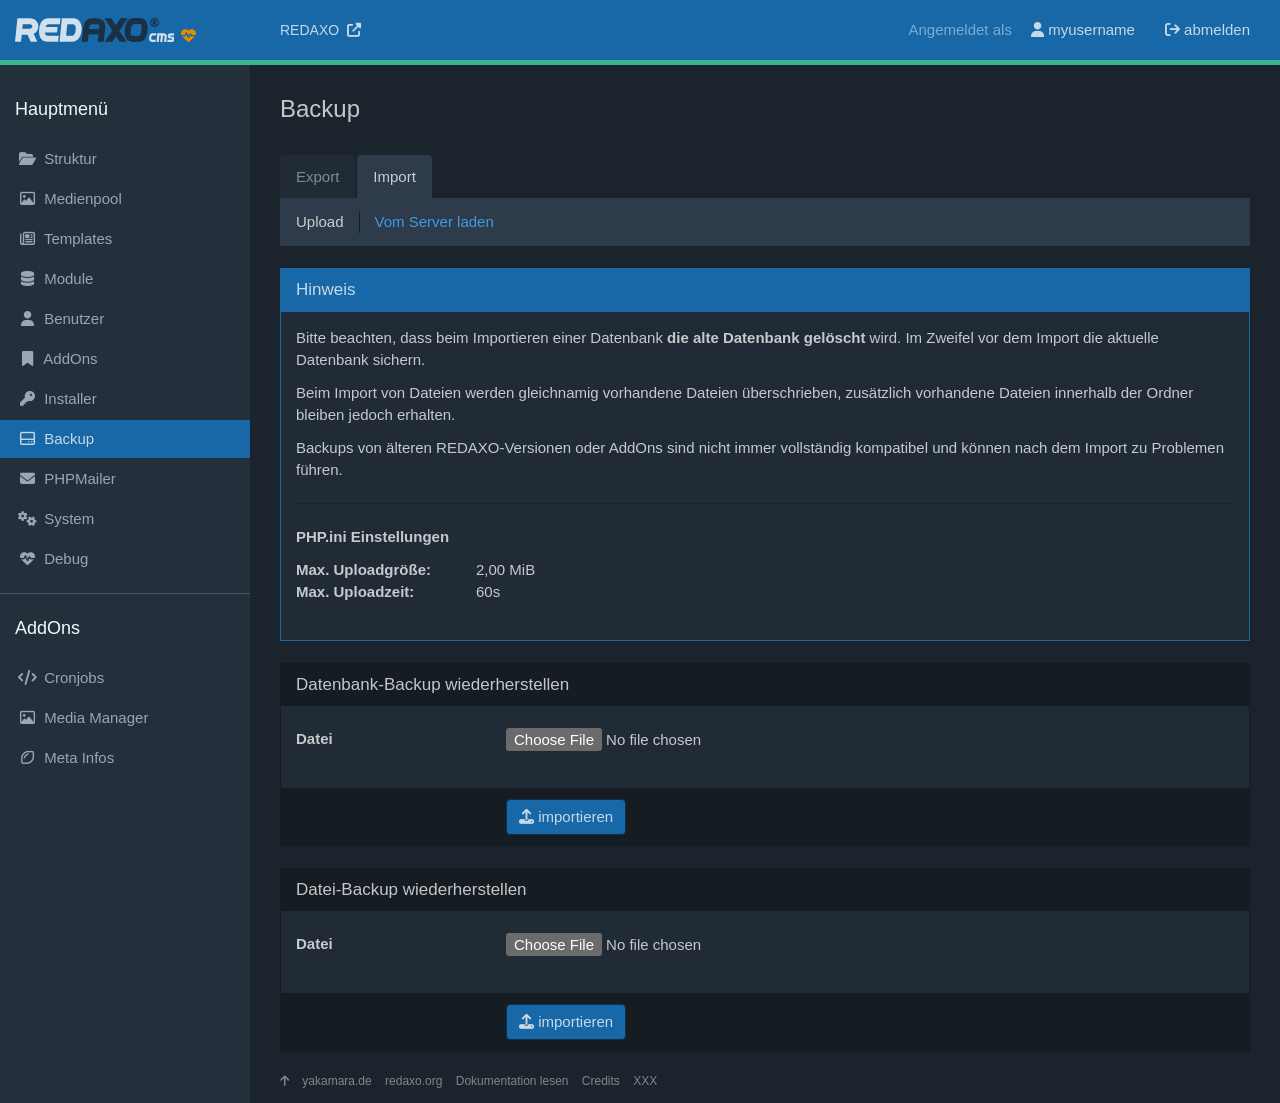 REDAXO® cms
REDAXO
Angemeldet als myusername abmelden
Hauptmenü
Struktur
Medienpool
Templates
Module
Benutzer
AddOns
Installer
Backup
PHPMailer
System
Debug
AddOns
Cronjobs
Media Manager
Meta Infos
Backup
Export Import
Upload Vom Server laden
Hinweis
Bitte beachten, dass beim Importieren einer Datenbank die alte Datenbank gelöscht wird. Im Zweifel vor dem Import die aktuelle
Datenbank sichern.
Beim Import von Dateien werden gleichnamig vorhandene Dateien überschrieben, zusätzlich vorhandene Dateien innerhalb der Ordner
bleiben jedoch erhalten.
Backups von älteren REDAXO-Versionen oder AddOns sind nicht immer vollständig kompatibel und können nach dem Import zu Problemen
führen.
PHP.ini Einstellungen
Max. Uploadgröße: 2,00 MiB
Max. Uploadzeit: 60s
Datenbank-Backup wiederherstellen
Datei Choose File No file chosen
importieren
Datei-Backup wiederherstellen
Datei Choose File No file chosen
importieren
yakamara.de redaxo.org Dokumentation lesen Credits XXX